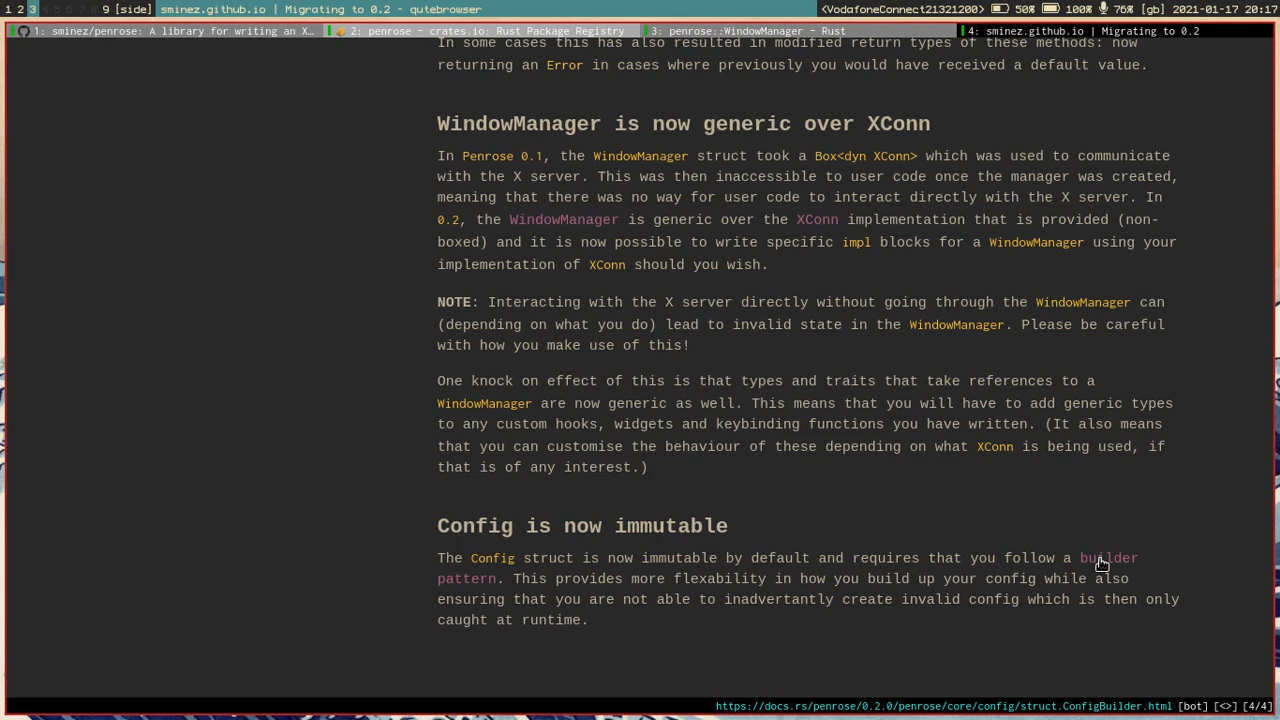 1 2 3 4 5 6 7 8 9 [side] sminez.github.io | Migrating to 0.2 - qutebrowser <VodafoneConnect21321200> 50% 100% 76% [gb] 2021-01-17 20:17
1: sminez/penrose: A library for writing an X… 2: penrose - crates.io: Rust Package Registry 3: penrose::WindowManager - Rust 4: sminez.github.io | Migrating to 0.2
In some cases this has also resulted in modified return types of these methods: now
returning an Error in cases where previously you would have received a default value.
WindowManager is now generic over XConn
In Penrose 0.1, the WindowManager struct took a Box<dyn XConn> which was used to communicate
with the X server. This was then inaccessible to user code once the manager was created,
meaning that there was no way for user code to interact directly with the X server. In
0.2, the WindowManager is generic over the XConn implementation that is provided (non-
boxed) and it is now possible to write specific impl blocks for a WindowManager using your
implementation of XConn should you wish.
NOTE: Interacting with the X server directly without going through the WindowManager can
(depending on what you do) lead to invalid state in the WindowManager. Please be careful
with how you make use of this!
One knock on effect of this is that types and traits that take references to a
WindowManager are now generic as well. This means that you will have to add generic types
to any custom hooks, widgets and keybinding functions you have written. (It also means
that you can customise the behaviour of these depending on what XConn is being used, if
that is of any interest.)
Config is now immutable
The Config struct is now immutable by default and requires that you follow a builder
pattern. This provides more flexability in how you build up your config while also
ensuring that you are not able to inadvertantly create invalid config which is then only
caught at runtime.
https://docs.rs/penrose/0.2.0/penrose/core/config/struct.ConfigBuilder.html [bot] [<>] [4/4]